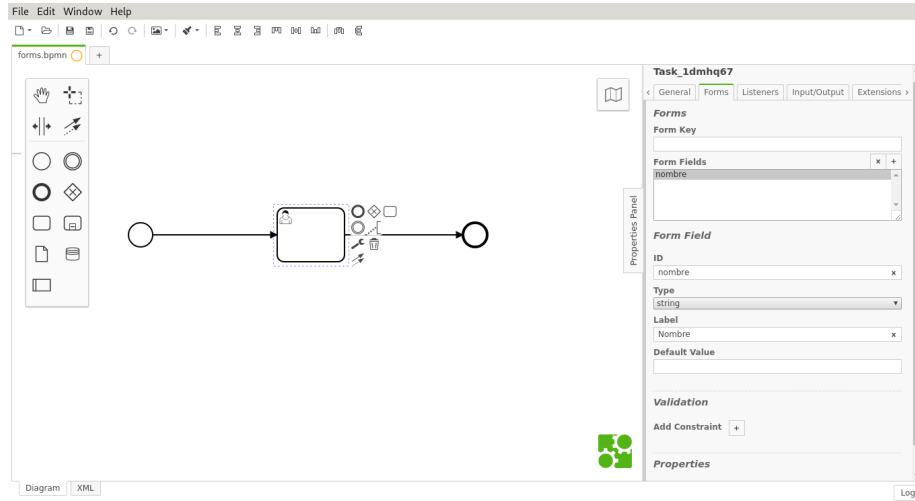 File Edit Window Help
forms.bpmn
+
Task_1dmhq67
General Forms Listeners Input/Output Extensions
Forms
Form Key
Form Fields
x +
nombre
Properties Panel
Form Field
ID
nombre x
Type
string
Label
Nombre x
Default Value
Validation
Add Constraint +
Properties
Diagram XML
Log